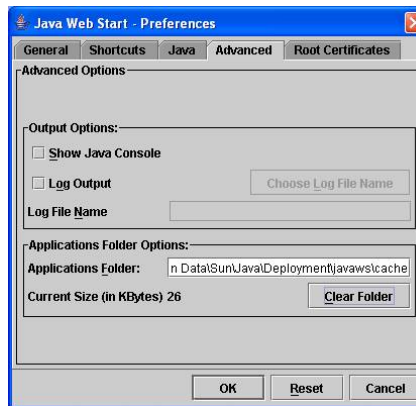 Java Web Start - Preferences
General Shortcuts Java Advanced Root Certificates
Advanced Options
Output Options:
Show Java Console
Log Output Choose Log File Name
Log File Name
Applications Folder Options:
Applications Folder: n Data\Sun\Java\Deployment\javaws\cache
Current Size (in KBytes) 26 Clear Folder
OK Reset Cancel